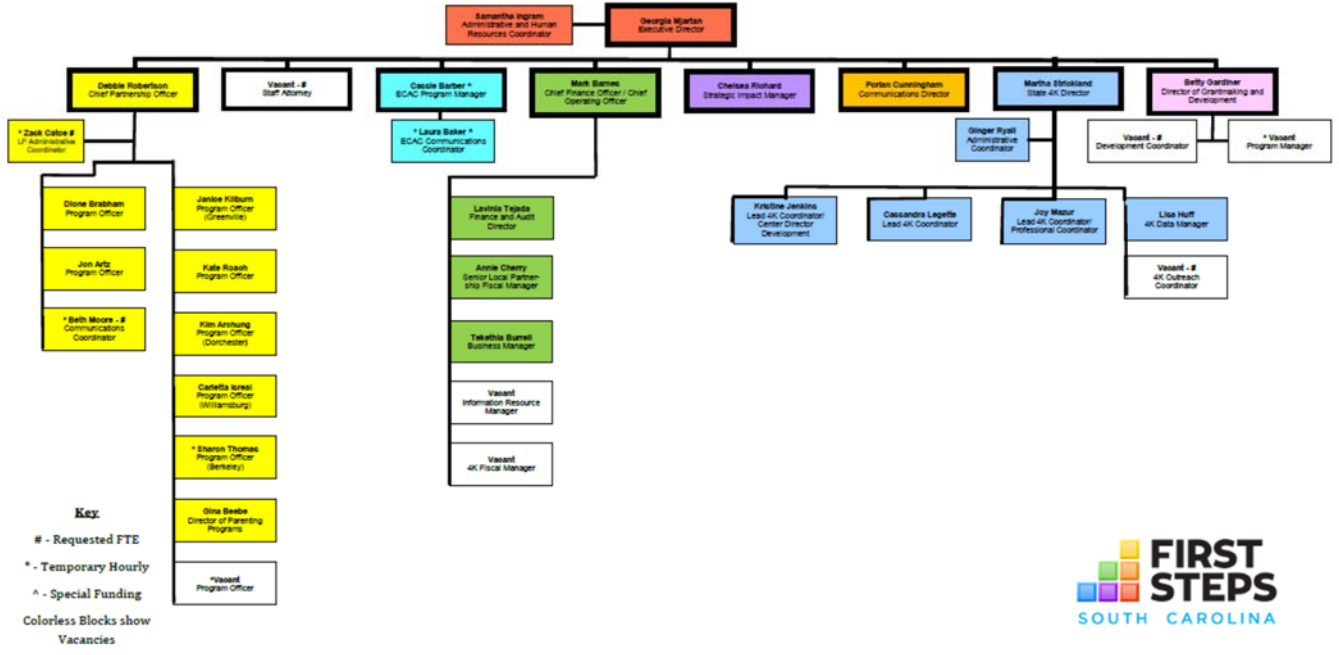 Samantha Ingram
Administrative and Human
Resources Coordinator
Georgia Mjartan
Executive Director
Debbie Robertson
Chief Partnership Officer
Vacant - #
Staff Attorney
Cassie Barber ^
ECAC Program Manager
Mark Barnes
Chief Finance Officer / Chief
Operating Officer
Chelsea Richard
Strategic Impact Manager
Porian Cunningham
Communications Director
Martha Strickland
State 4K Director
Betty Gardiner
Director of Grantmaking and
Development
* Zack Catoe #
LP Administrative
Coordinator
* Laura Baker ^
ECAC Communications
Coordinator
Ginger Ryall
Administrative
Coordinator
Vacant - #
Development Coordinator
* Vacant
Program Manager
Dione Brabham
Program Officer
Jon Artz
Program Officer
* Beth Moore - #
Communications
Coordinator
Janice Kilburn
Program Officer
(Greenville)
Kate Roach
Program Officer
Kim Archung
Program Officer
(Dorchester)
Carletta Isreal
Program Officer
(Williamsburg)
* Sharon Thomas
Program Officer
(Berkeley)
Gina Beebe
Director of Parenting
Programs
*Vacant
Program Officer
Lavinia Tejada
Finance and Audit
Director
Annie Cherry
Senior Local Partner-
ship Fiscal Manager
Tekethia Burrell
Business Manager
Vacant
Information Resource
Manager
Vacant
4K Fiscal Manager
Kristine Jenkins
Lead 4K Coordinator/
Center Director
Development
Cassandra Legette
Lead 4K Coordinator
Joy Mazur
Lead 4K Coordinator/
Professional Coordinator
Lisa Huff
4K Data Manager
Vacant - #
4K Outreach
Coordinator
Key
# - Requested FTE
* - Temporary Hourly
^ - Special Funding
Colorless Blocks show
Vacancies
FIRST
STEPS
SOUTH CAROLINA